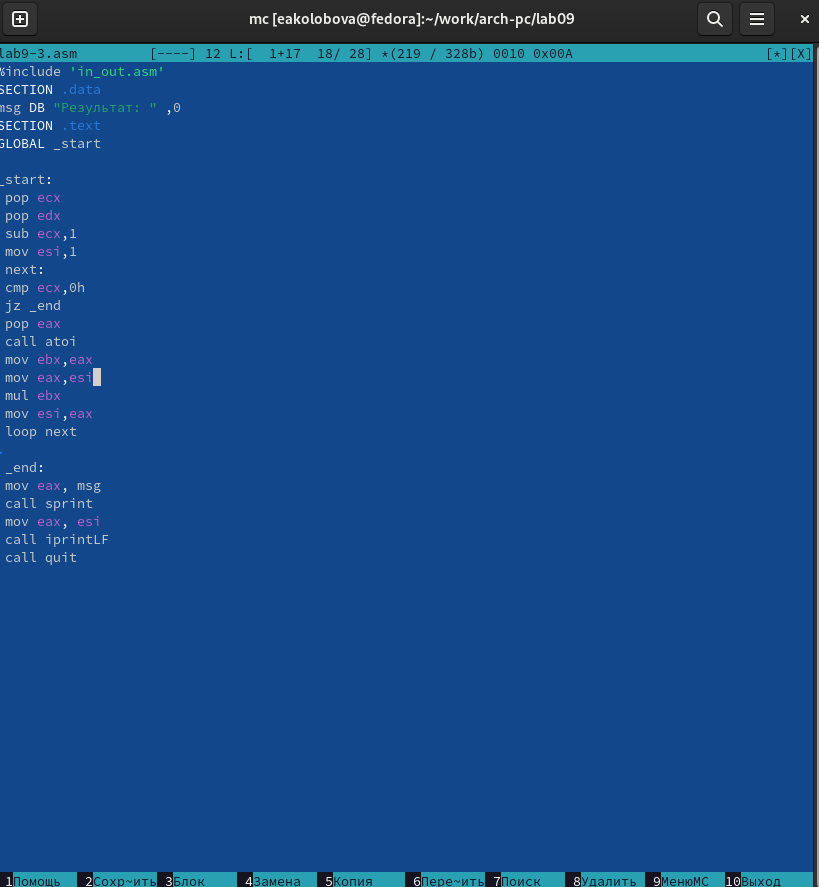 mc [eakolobova@fedora]:~/work/arch-pc/lab09
lab9-3.asm [----] 12 L:[ 1+17 18/ 28] *(219 / 328b) 0010 0x00A [*][X]
%include 'in_out.asm'
SECTION .data
msg DB "Результат: " ,0
SECTION .text
GLOBAL _start
_start:
pop ecx
pop edx
sub ecx,1
mov esi,1
next:
cmp ecx,0h
jz _end
pop eax
call atoi
mov ebx,eax
mov eax,esi
mul ebx
mov esi,eax
loop next
.
_end:
mov eax, msg
call sprint
mov eax, esi
call iprintLF
call quit
1Помощь 2Сохр~ить 3Блок 4Замена 5Копия 6Пере~ить 7Поиск 8Удалить 9МенюМС 10Выход